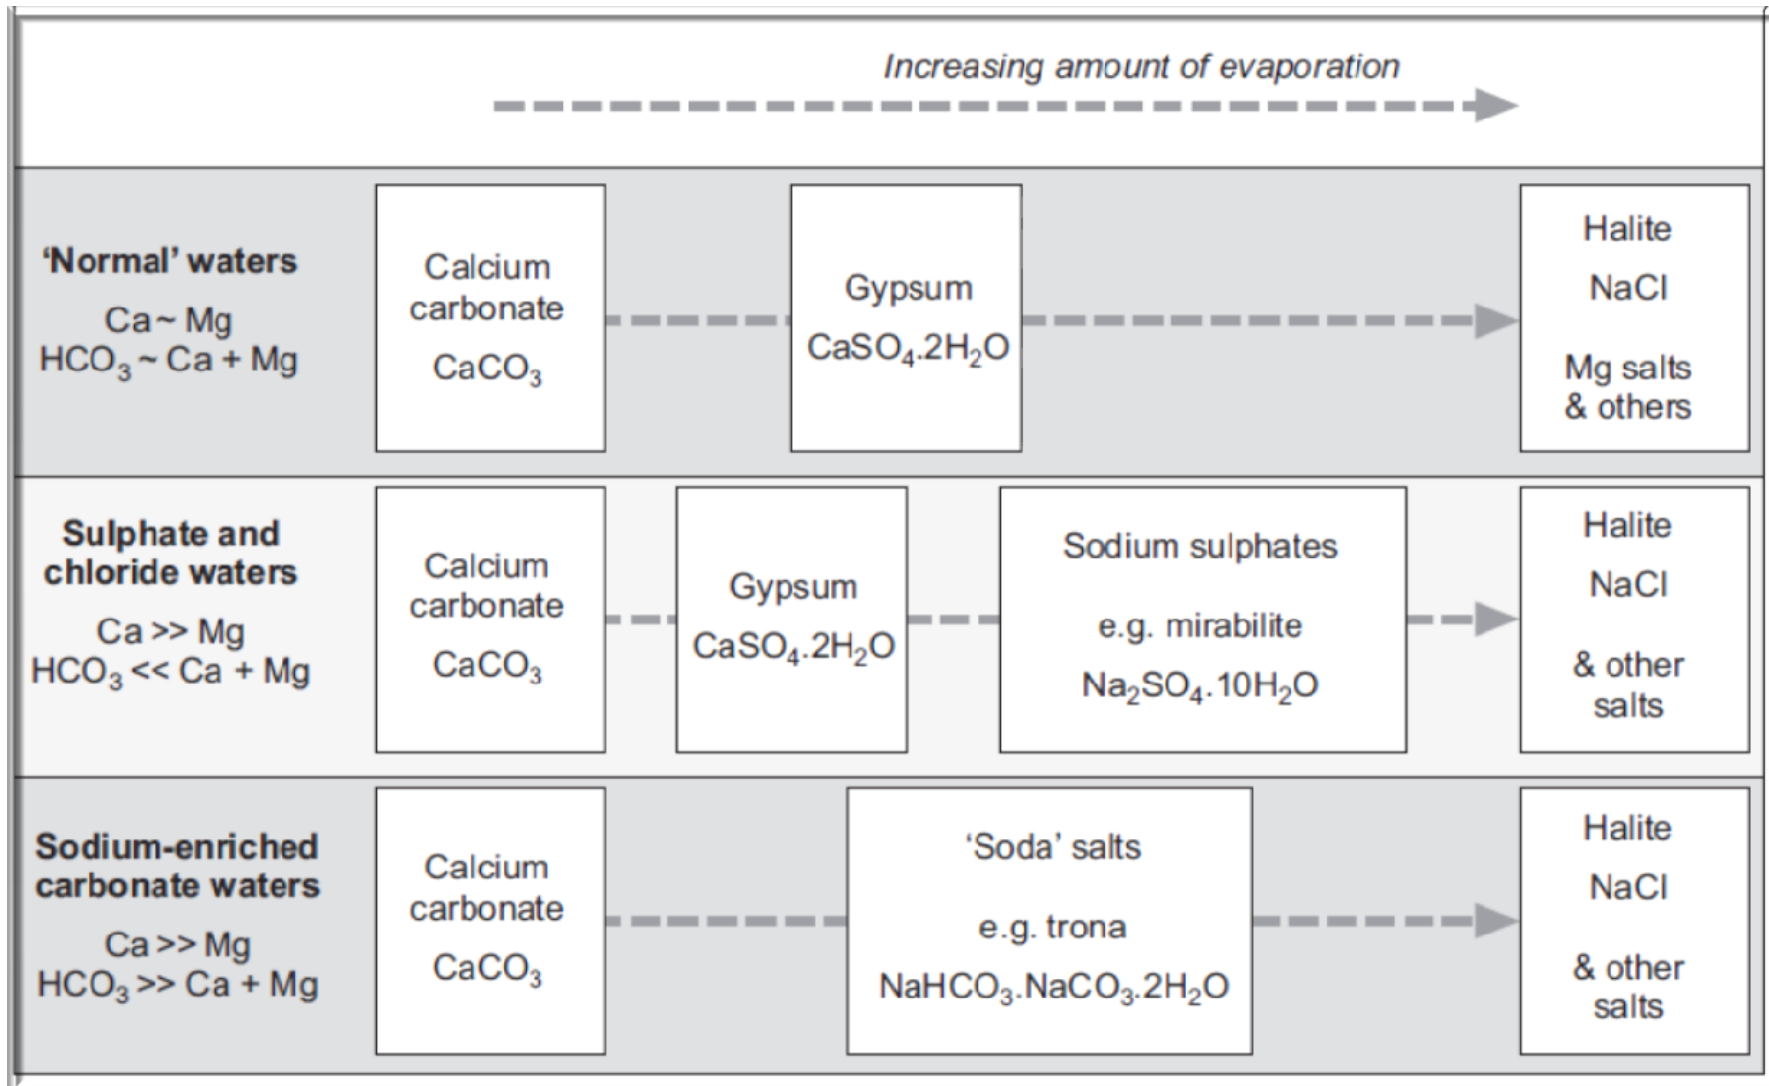 Increasing amount of evaporation
‘Normal’ waters
Ca~ Mg
HCO₃ ~ Ca + Mg
Calcium
carbonate
CaCO₃
Gypsum
CaSO₄.2H₂O
Halite
NaCl
Mg salts
& others
Sulphate and
chloride waters
Ca >> Mg
HCO₃ << Ca + Mg
Calcium
carbonate
CaCO₃
Gypsum
CaSO₄.2H₂O
Sodium sulphates
e.g. mirabilite
Na₂SO₄.10H₂O
Halite
NaCl
& other
salts
Sodium-enriched
carbonate waters
Ca >> Mg
HCO₃ >> Ca + Mg
Calcium
carbonate
CaCO₃
‘Soda’ salts
e.g. trona
NaHCO₃.NaCO₃.2H₂O
Halite
NaCl
& other
salts